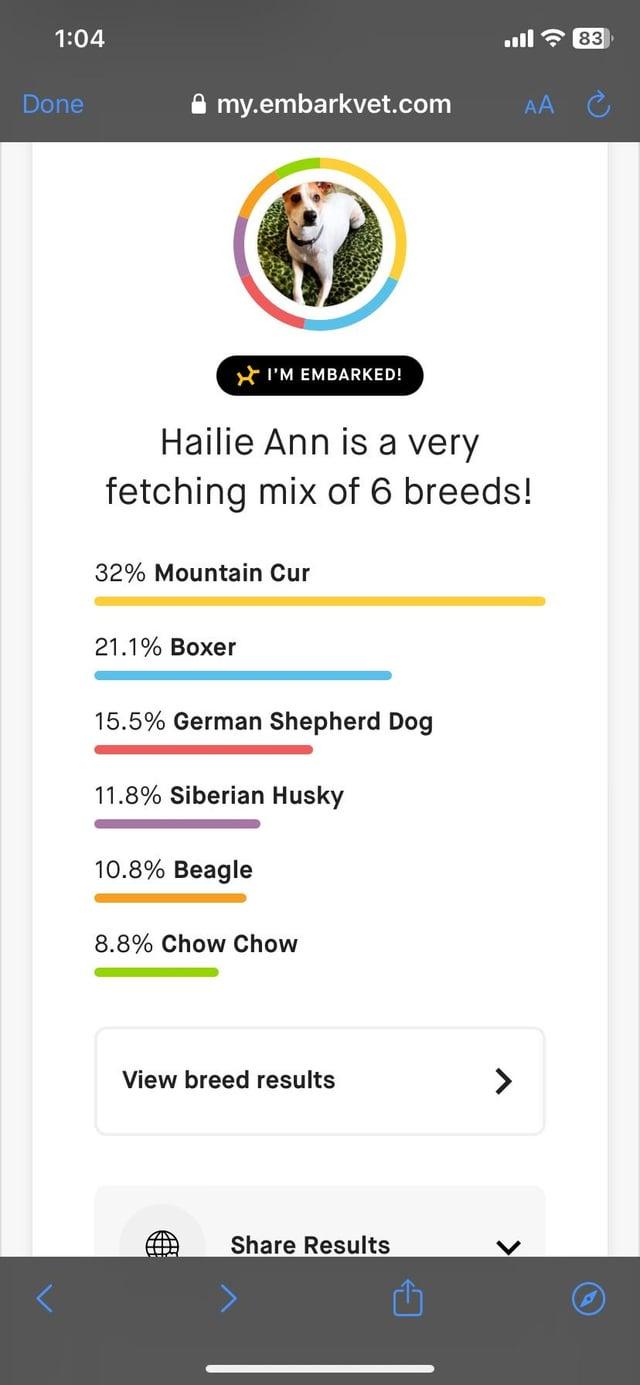 1:04
83
Done
my.embarkvet.com
AA
I'M EMBARKED!
Hailie Ann is a very
fetching mix of 6 breeds!
32% Mountain Cur
21.1% Boxer
15.5% German Shepherd Dog
11.8% Siberian Husky
10.8% Beagle
8.8% Chow Chow
View breed results
Share Results